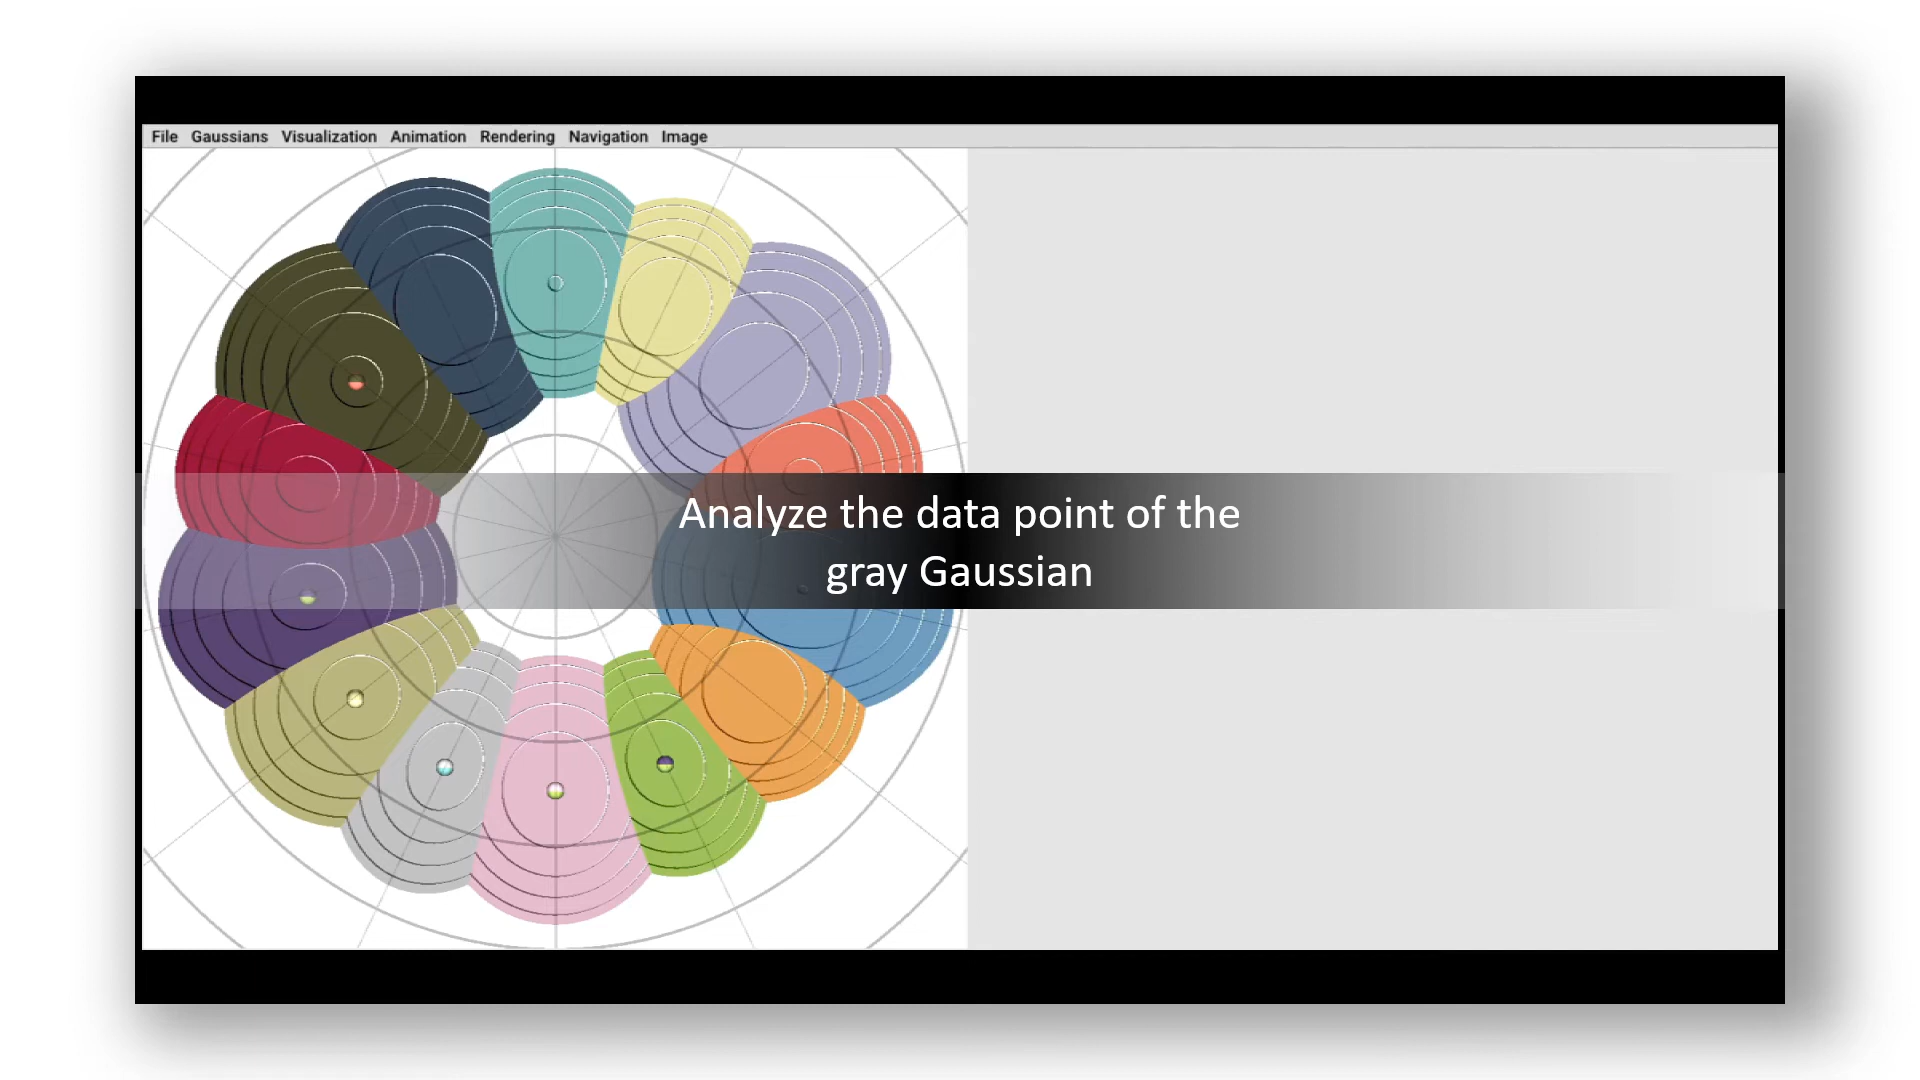 File Gaussians Visualization Animation Rendering Navigation Image
Analyze the data point of the
gray Gaussian